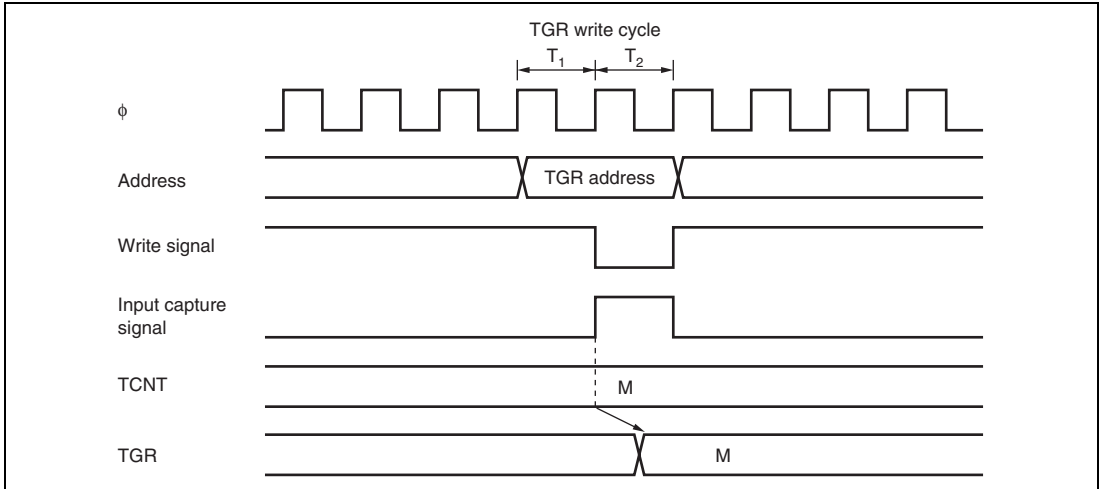 TGR write cycle
T1 T2
ϕ
Address
TGR address
Write signal
Input capture
signal
TCNT
M
TGR
M